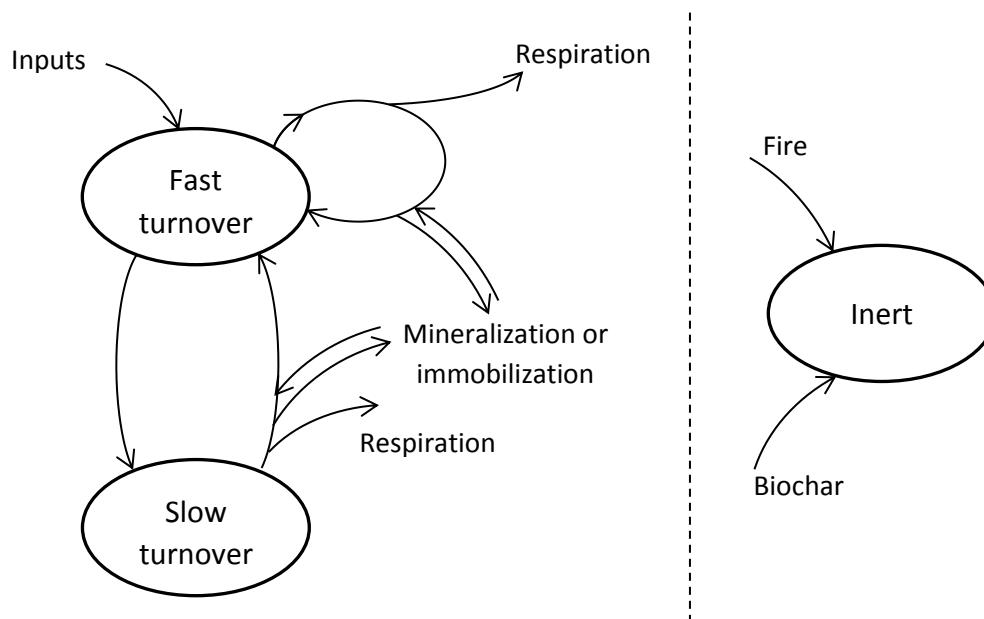 Inputs
Respiration
Fast
turnover
Mineralization or
immobilization
Respiration
Slow
turnover
Fire
Inert
Biochar